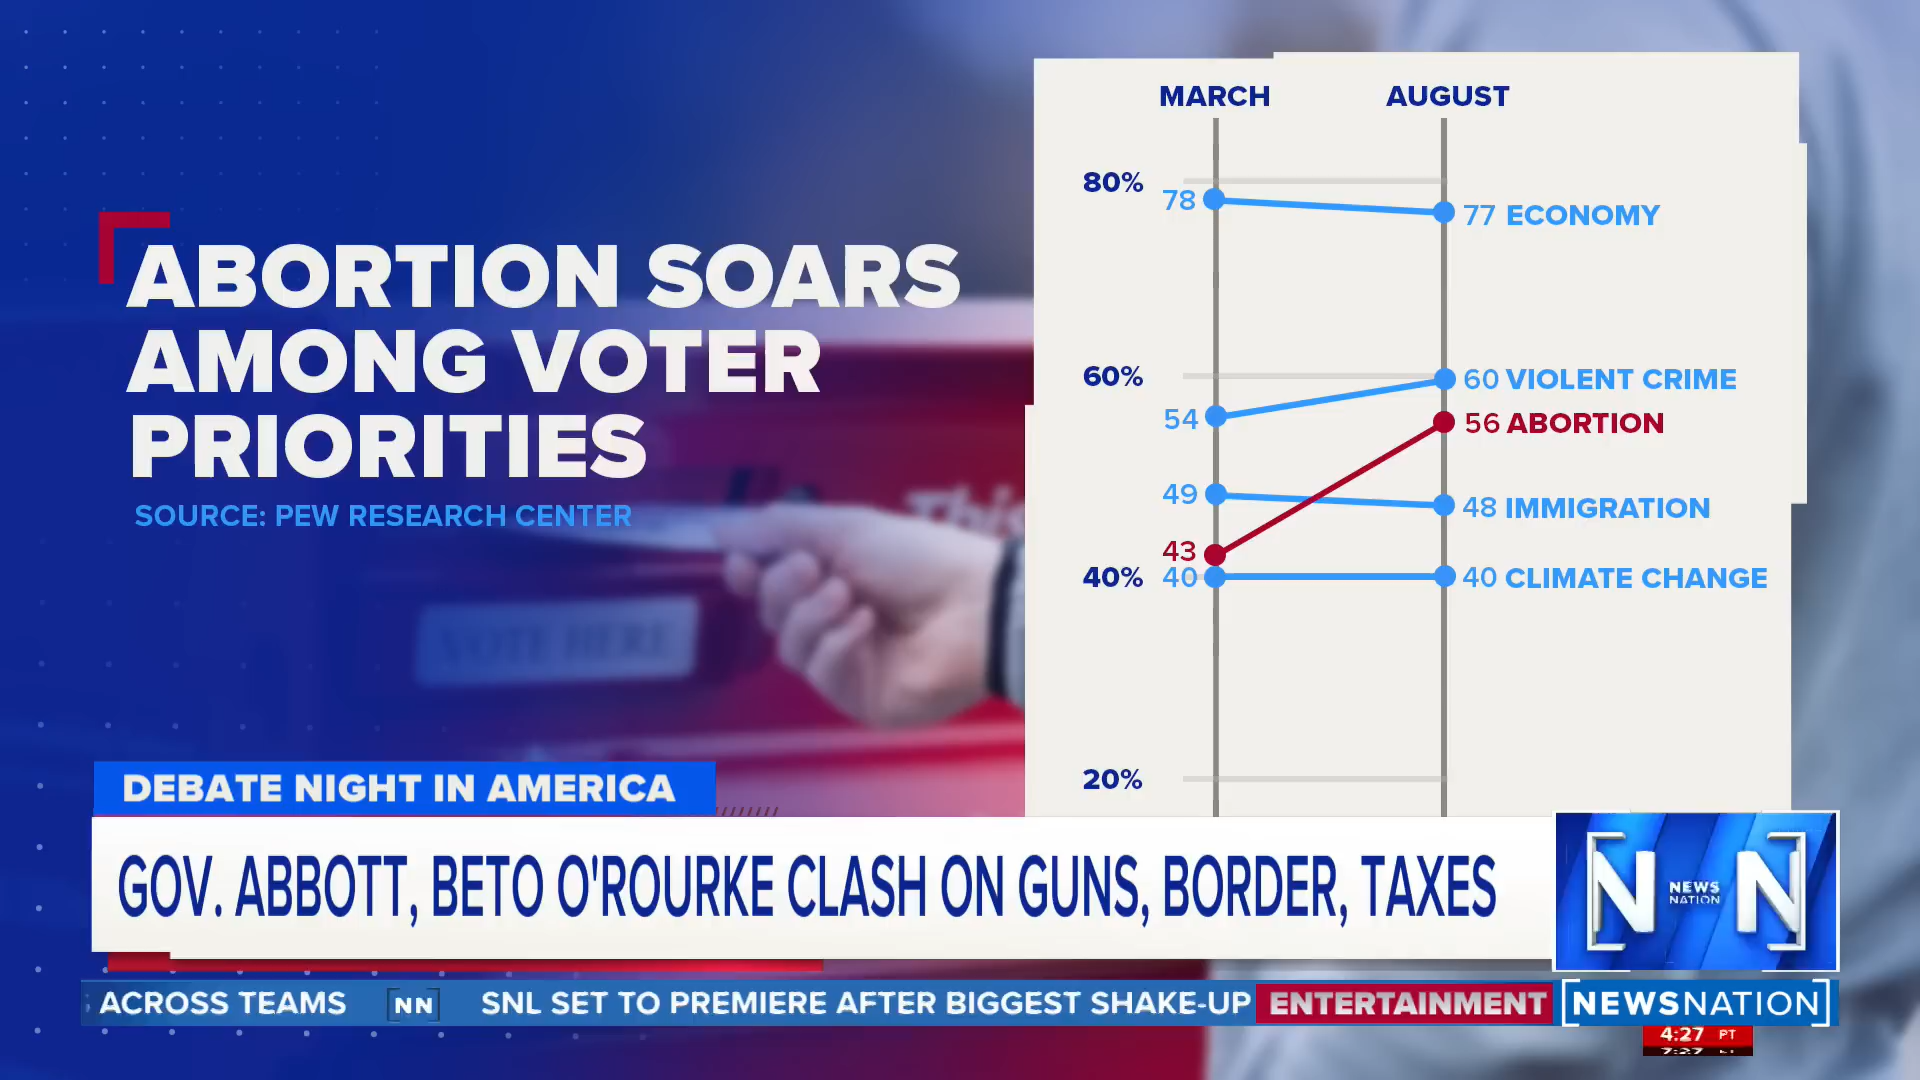 MARCH AUGUST
80% 78 77 ECONOMY
ABORTION SOARS
AMONG VOTER
PRIORITIES
SOURCE: PEW RESEARCH CENTER
60% 60 VIOLENT CRIME
54 56 ABORTION
49 48 IMMIGRATION
43
40% 40 40 CLIMATE CHANGE
20%
This
VOTE HERE
DEBATE NIGHT IN AMERICA
GOV. ABBOTT, BETO O'ROURKE CLASH ON GUNS, BORDER, TAXES
N NEWS NATION N
ACROSS TEAMS NN SNL SET TO PREMIERE AFTER BIGGEST SHAKE-UP ENTERTAINMENT NEWSNATION
4:27 PT